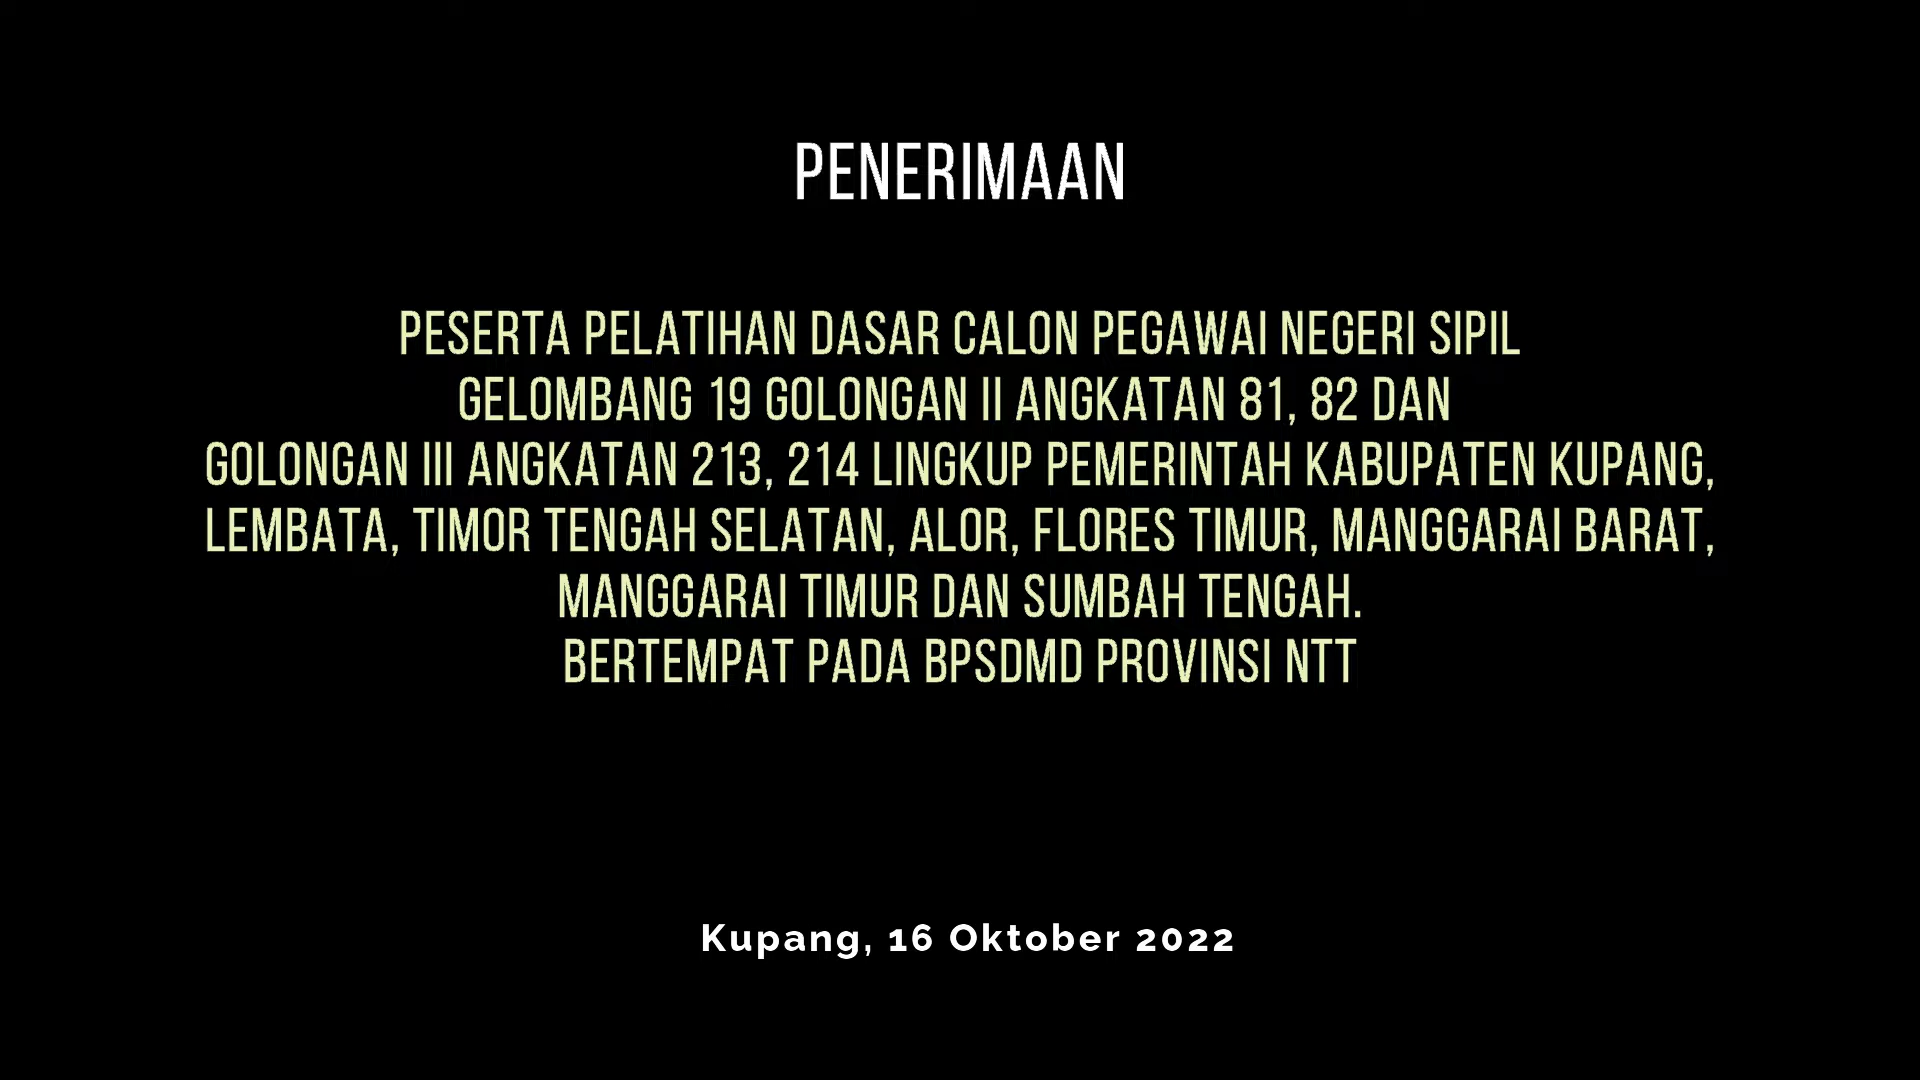 PENERIMAAN
PESERTA PELATIHAN DASAR CALON PEGAWAI NEGERI SIPIL
GELOMBANG 19 GOLONGAN II ANGKATAN 81, 82 DAN
GOLONGAN III ANGKATAN 213, 214 LINGKUP PEMERINTAH KABUPATEN KUPANG,
LEMBATA, TIMOR TENGAH SELATAN, ALOR, FLORES TIMUR, MANGGARAI BARAT,
MANGGARAI TIMUR DAN SUMBAH TENGAH.
BERTEMPAT PADA BPSDMD PROVINSI NTT
Kupang, 16 Oktober 2022